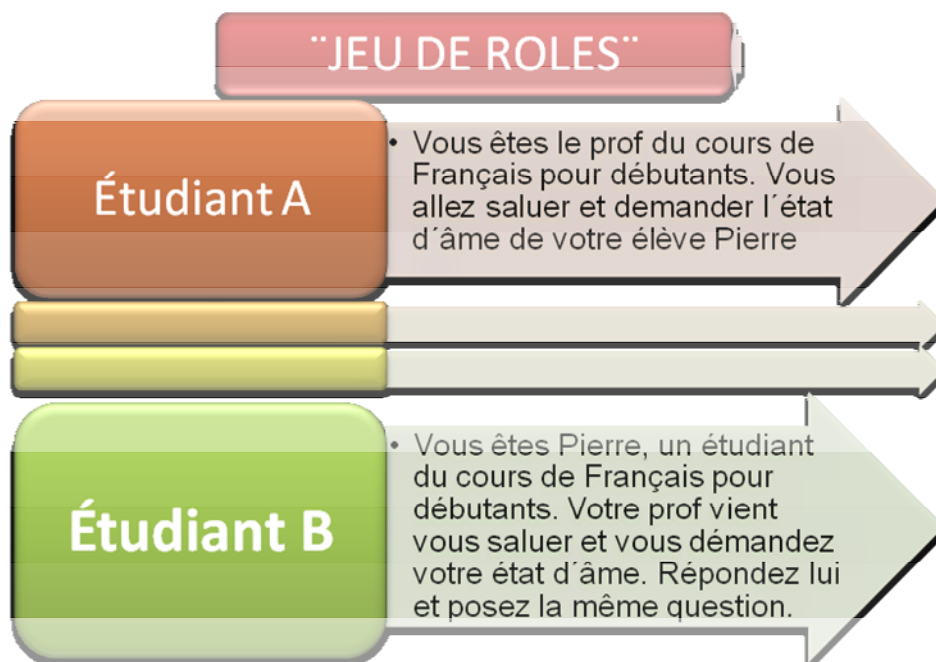 ¨JEU DE ROLES¨
Étudiant A
• Vous êtes le prof du cours de
Français pour débutants. Vous
allez saluer et demander l´état
d´âme de votre élève Pierre
Étudiant B
• Vous êtes Pierre, un étudiant
du cours de Français pour
débutants. Votre prof vient
vous saluer et vous démandez
votre état d´âme. Répondez lui
et posez la même question.